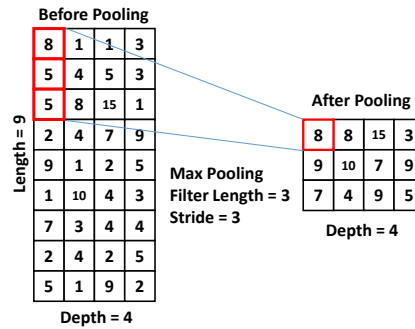 Before Pooling
8 1 1 3
5 4 5 3
5 8 15 1
2 4 7 9
9 1 2 5
1 10 4 3
7 3 4 4
2 4 2 5
5 1 9 2
Length = 9
Depth = 4
Max Pooling
Filter Length = 3
Stride = 3
After Pooling
8 8 15 3
9 10 7 9
7 4 9 5
Depth = 4